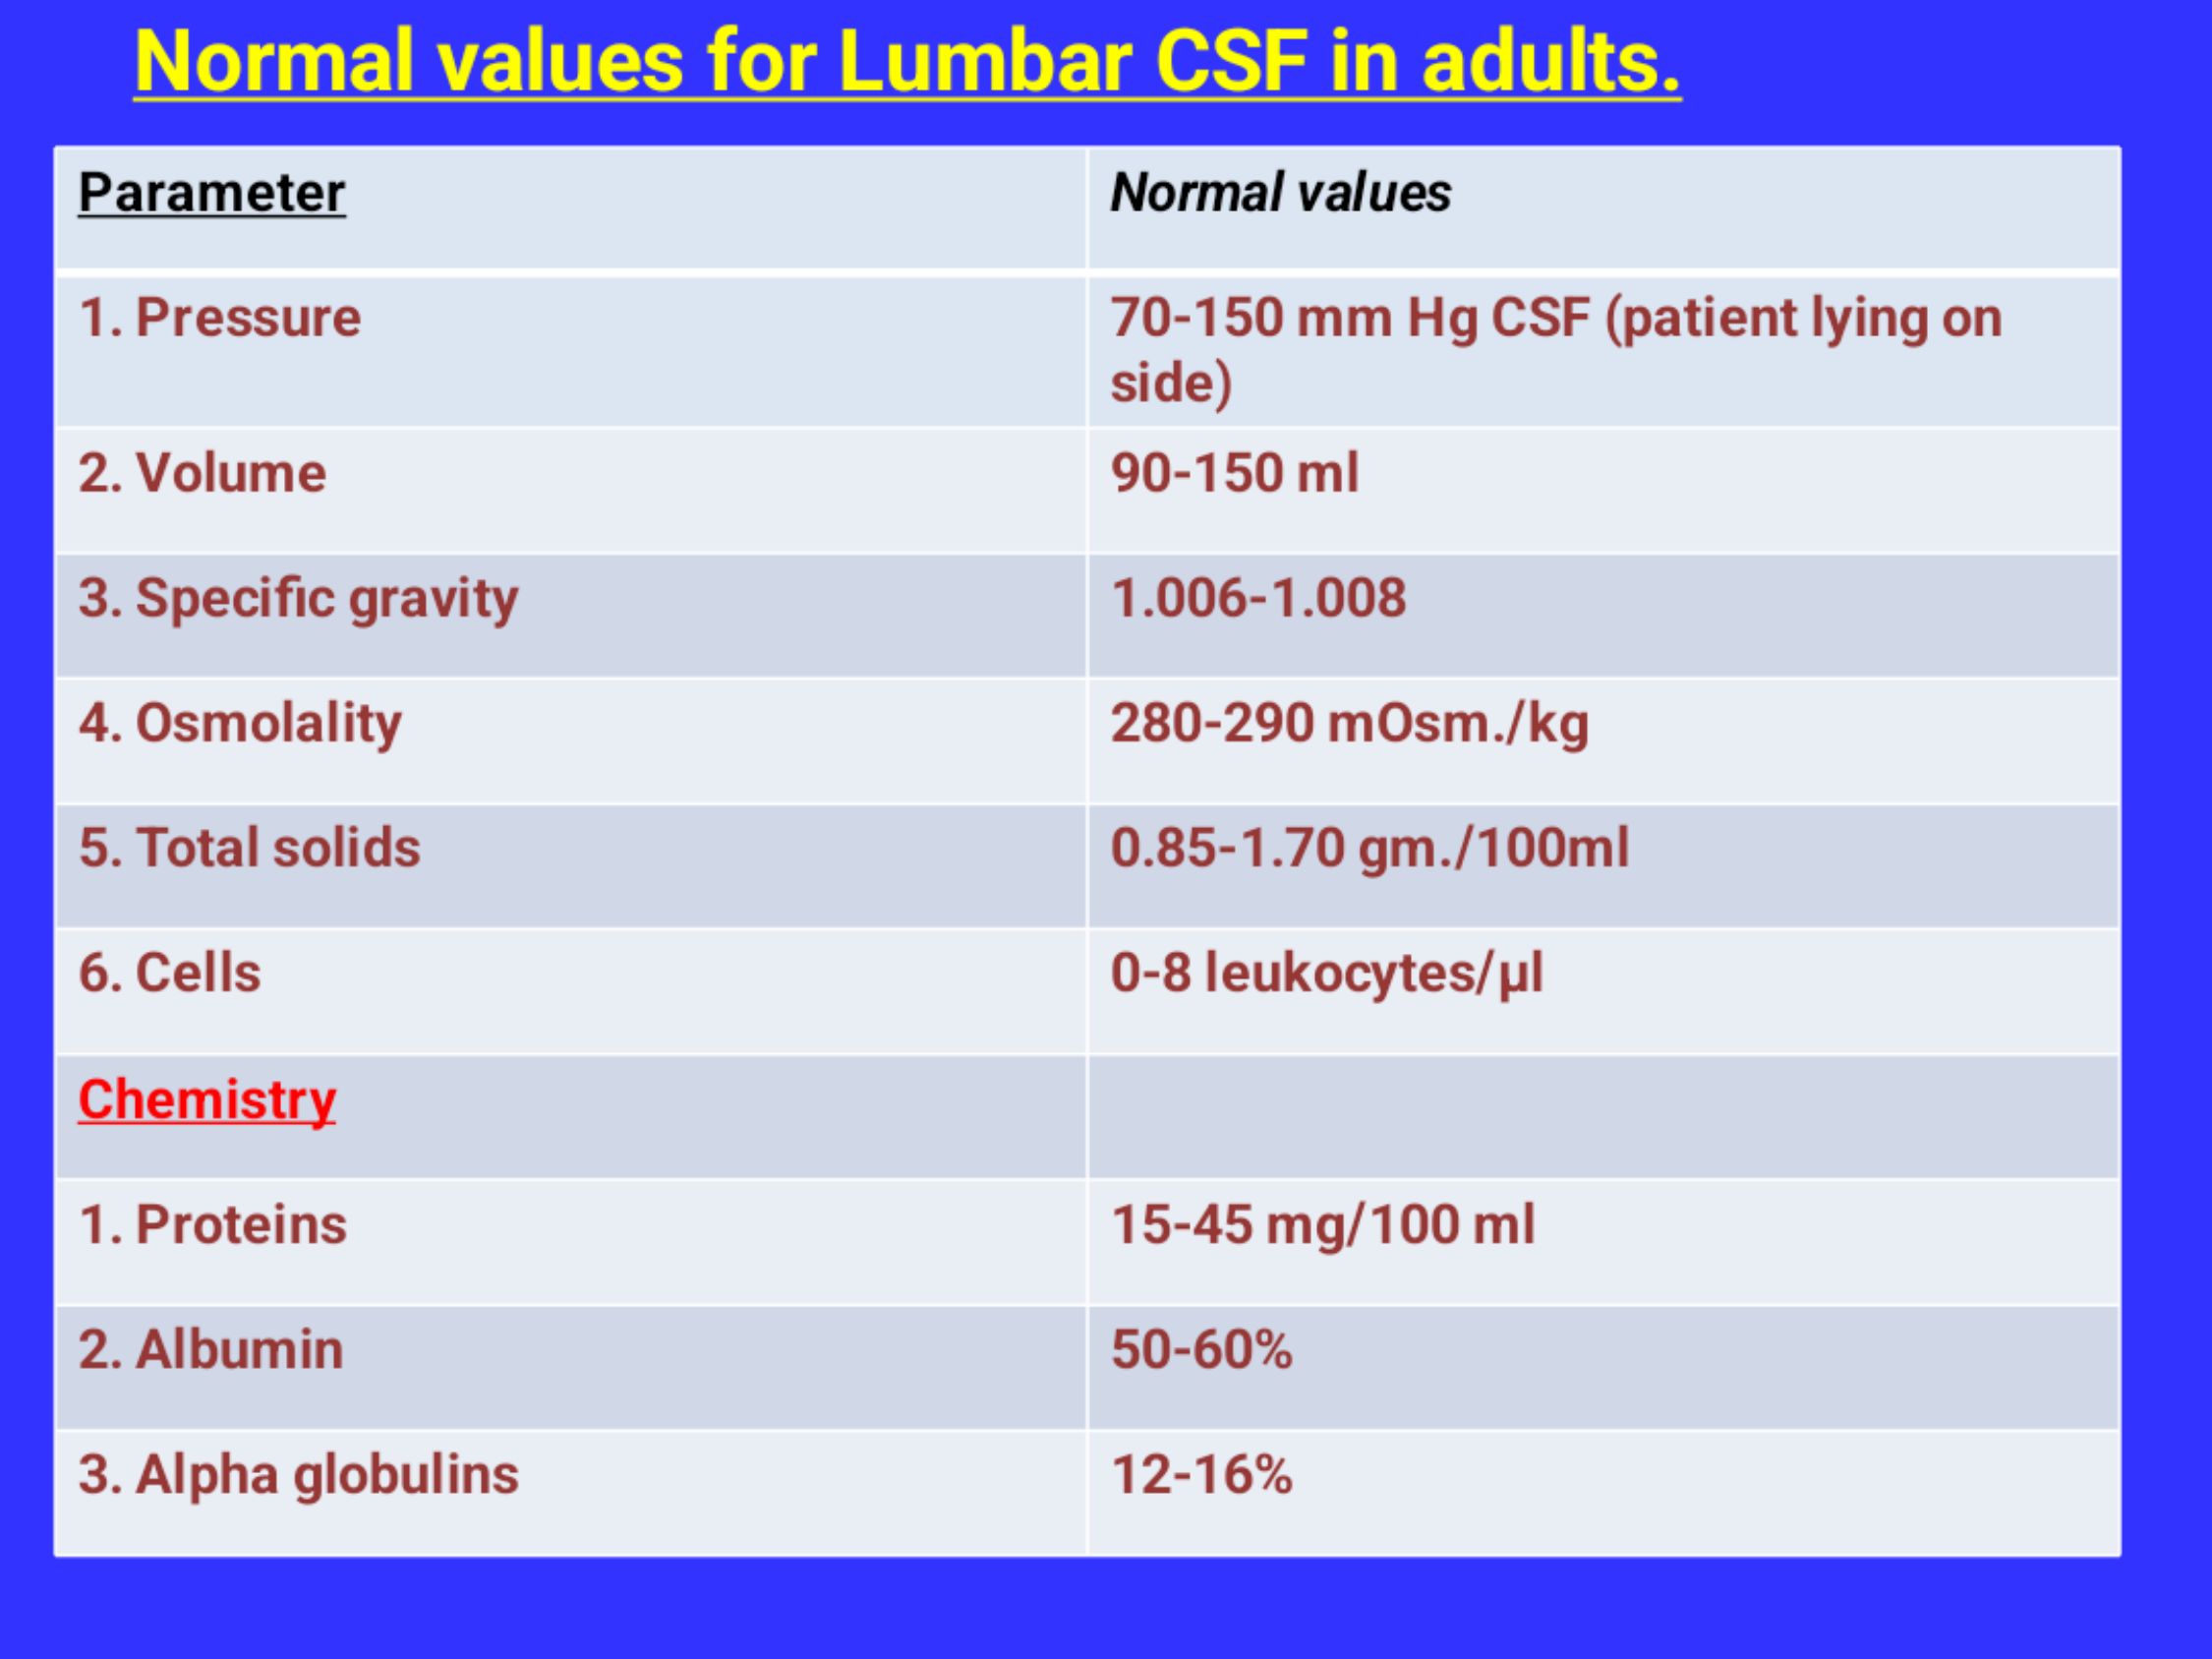 Normal values for Lumbar CSF in adults.
Parameter Normal values
1. Pressure 70-150 mm Hg CSF (patient lying on
side)
2. Volume 90-150 ml
3. Specific gravity 1.006-1.008
4. Osmolality 280-290 mOsm./kg
5. Total solids 0.85-1.70 gm./100ml
6. Cells 0-8 leukocytes/µl
Chemistry
1. Proteins 15-45 mg/100 ml
2. Albumin 50-60%
3. Alpha globulins 12-16%